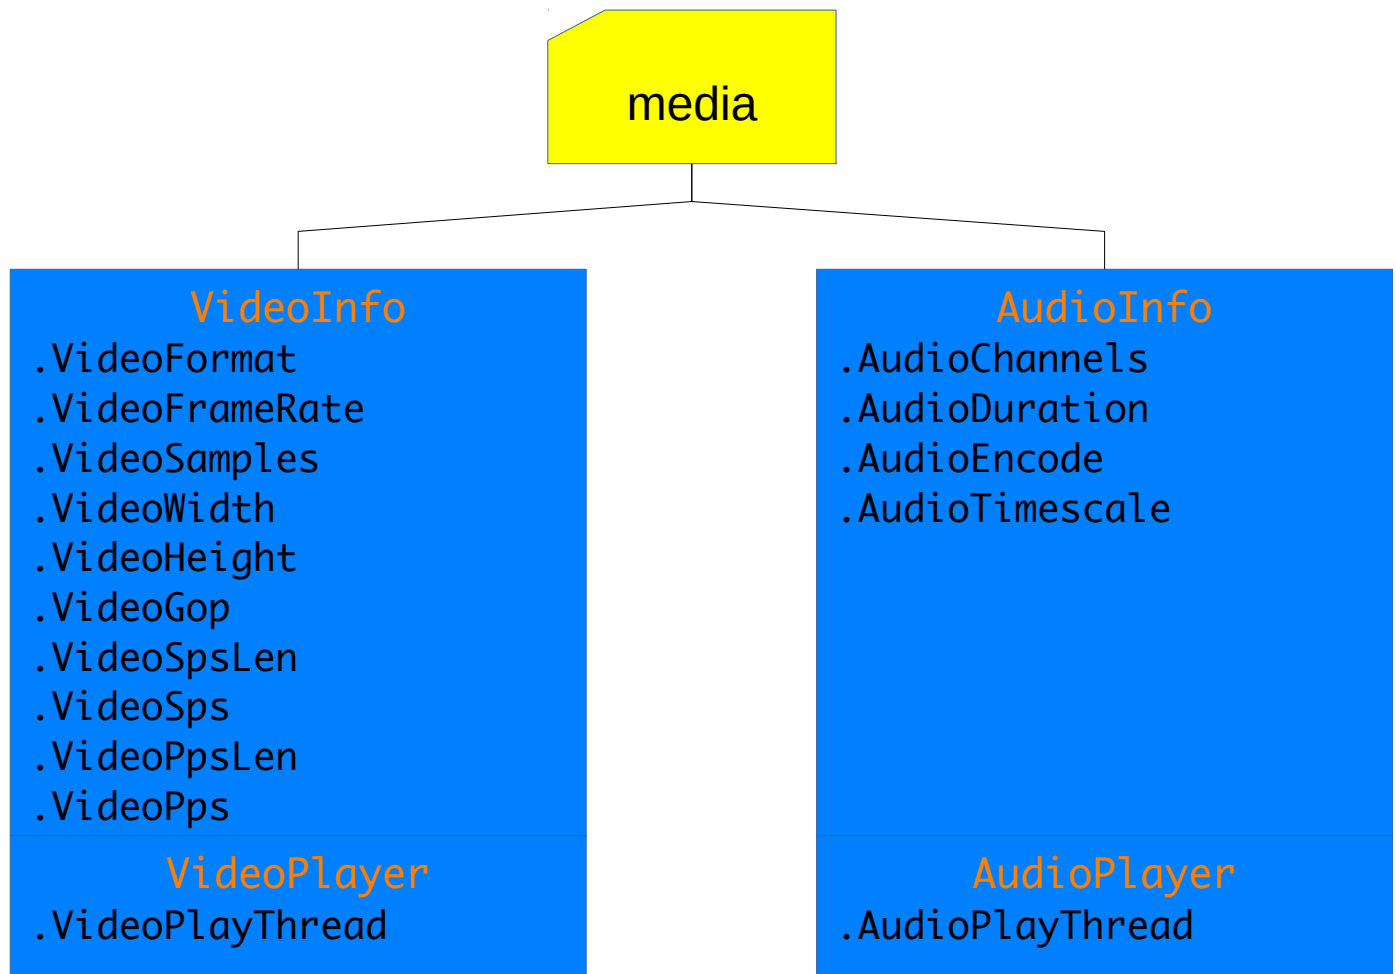 media
VideoInfo
.VideoFormat
.VideoFrameRate
.VideoSamples
.VideoWidth
.VideoHeight
.VideoGop
.VideoSpsLen
.VideoSps
.VideoPpsLen
.VideoPps
VideoPlayer
.VideoPlayThread
AudioInfo
.AudioChannels
.AudioDuration
.AudioEncode
.AudioTimescale
AudioPlayer
.AudioPlayThread